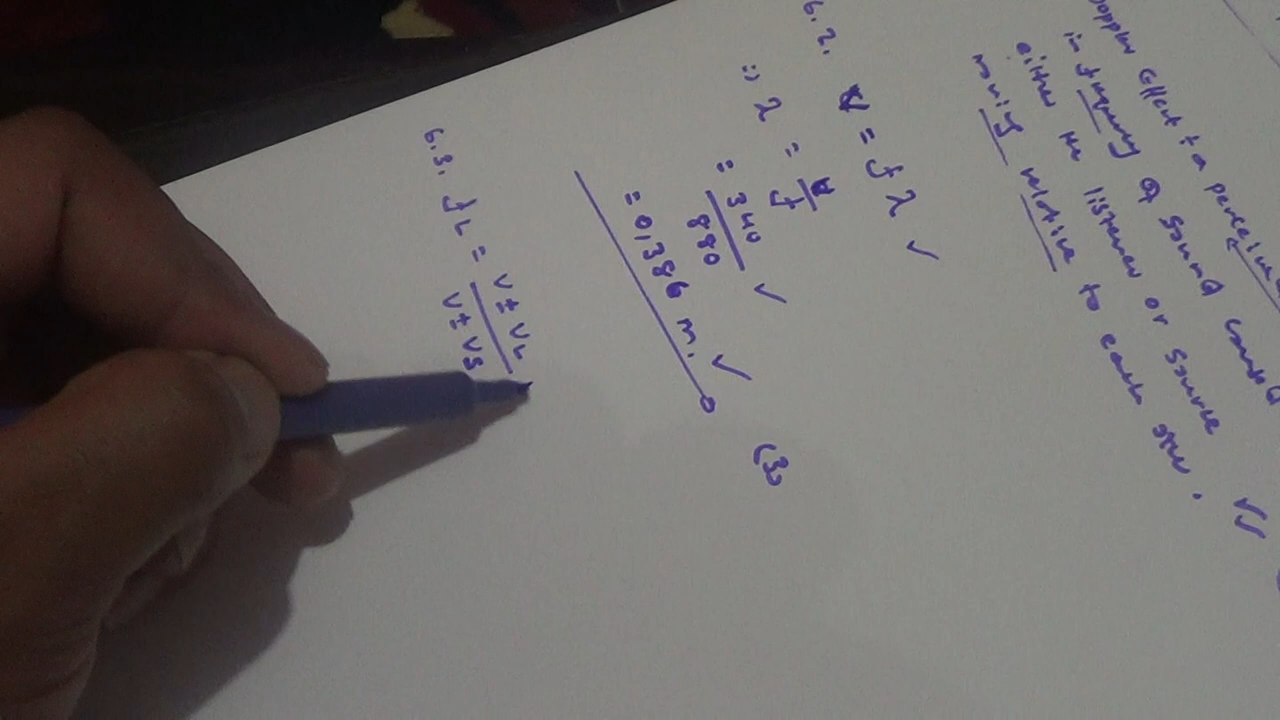 Doppler Effect is a perceived
in frequency of sound
either the listener or source
moving relative to each other.
6.2. v = f λ ✓
∴ λ = v/f
= 340/880 ✓
= 0,386 m. ✓ (3)
6.3. fL = v ± vL / v ± vs